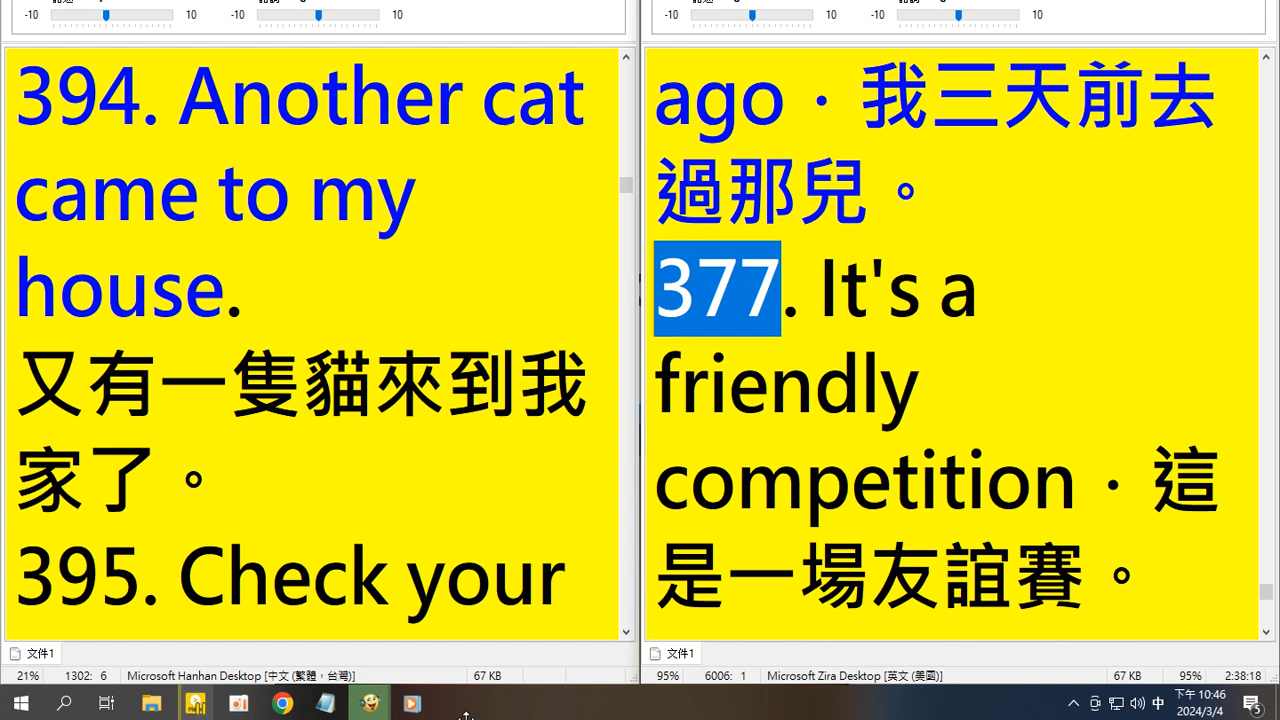 -10 10 -10 10
394. Another cat
came to my
house.
又有一隻貓來到我
家了。
395. Check your
文件1
21% 1302: 6 Microsoft Hanhan Desktop [中文 (繁體，台灣)] 67 KB
-10 10 -10 10
ago．我三天前去
過那兒。
377. It's a
friendly
competition．這
是一場友誼賽。
文件1
95% 6006: 1 Microsoft Zira Desktop [英文 (美國)] 67 KB 95% 2:38:18
中
下午 10:46
2024/3/4
5